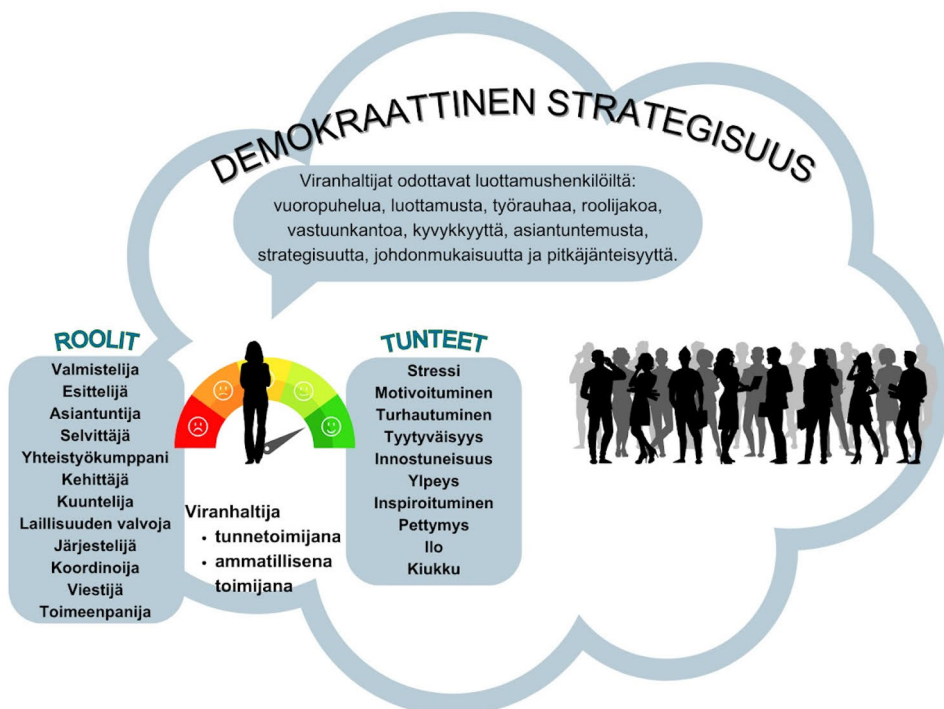 DEMOKRAATTINEN STRATEGISUUS
Viranhaltijat odottavat luottamushenkilöiltä:
vuoropuhelua, luottamusta, työrauhaa, roolijakoa,
vastuunkantoa, kyvykkyyttä, asiantuntemusta,
strategisuutta, johdonmukaisuutta ja pitkäjänteisyyttä.
ROOLIT
Valmistelija
Esittelijä
Asiantuntija
Selvittäjä
Yhteistyökumppani
Kehittäjä
Kuuntelija
Laillisuuden valvoja
Järjestelijä
Koordinoija
Viestijä
Toimeenpanija
Viranhaltija
• tunnetoimijana
• ammatillisena
toimijana
TUNTEET
Stressi
Motivoituminen
Turhautuminen
Tyytyväisyys
Innostuneisuus
Ylpeys
Inspiroituminen
Pettymys
Ilo
Kiukku